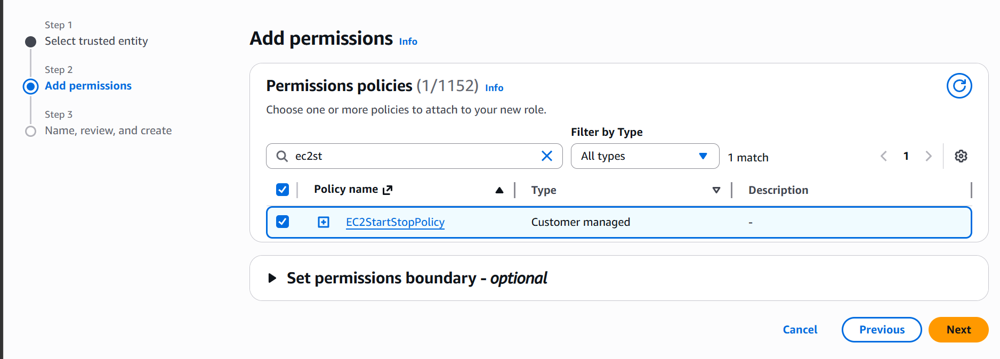 Step 1
Select trusted entity
Step 2
Add permissions
Step 3
Name, review, and create
Add permissions Info
Permissions policies (1/1152) Info
Choose one or more policies to attach to your new role.
Filter by Type
ec2st
All types
1 match
1
Policy name
Type
Description
EC2StartStopPolicy
Customer managed
-
Set permissions boundary - optional
Cancel
Previous
Next